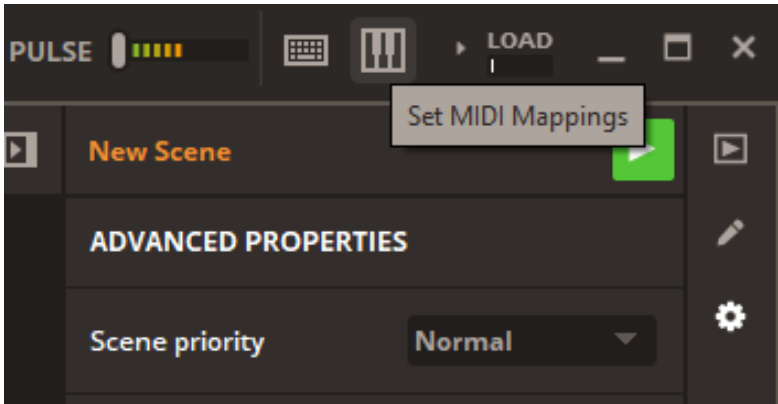 PULSE
LOAD
Set MIDI Mappings
New Scene
ADVANCED PROPERTIES
Scene priority
Normal